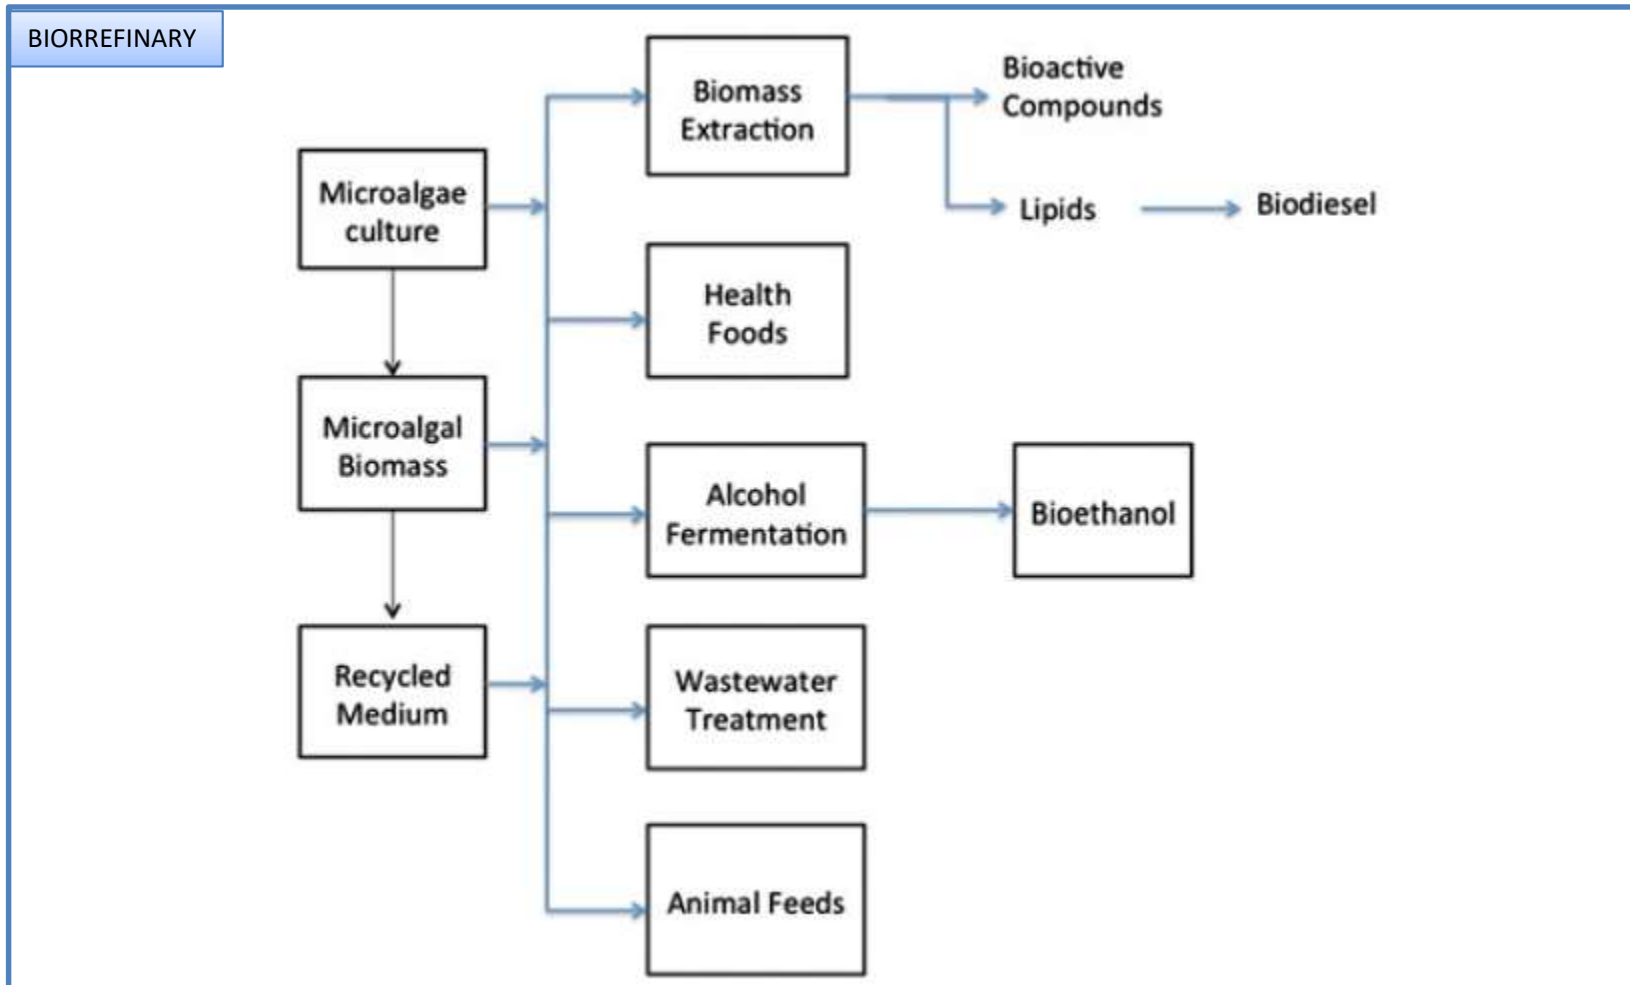 BIORREFINARY
Microalgae
culture
Microalgal
Biomass
Recycled
Medium
Biomass
Extraction
Bioactive
Compounds
Lipids
Biodiesel
Health
Foods
Alcohol
Fermentation
Bioethanol
Wastewater
Treatment
Animal Feeds